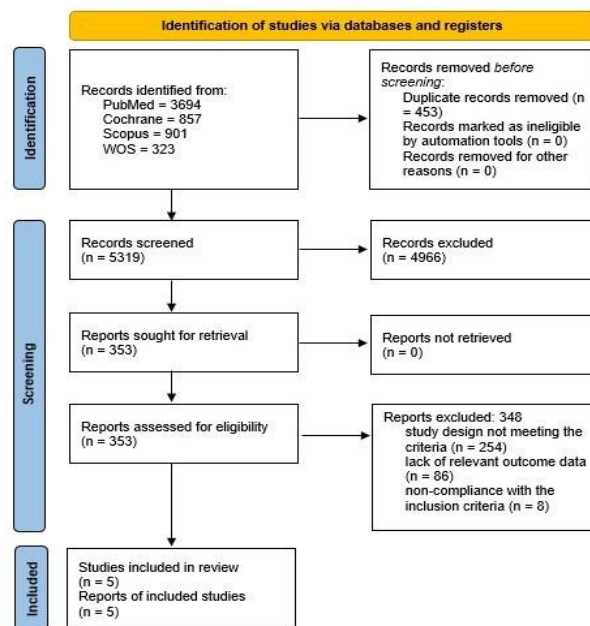 Identification of studies via databases and registers
Identification
Records identified from:
PubMed = 3694
Cochrane = 857
Scopus = 901
WOS = 323
Records removed before
screening:
Duplicate records removed (n
= 453)
Records marked as ineligible
by automation tools (n = 0)
Records removed for other
reasons (n = 0)
Screening
Records screened
(n = 5319)
Records excluded
(n = 4966)
Reports sought for retrieval
(n = 353)
Reports not retrieved
(n = 0)
Reports assessed for eligibility
(n = 353)
Reports excluded: 348
study design not meeting the
criteria (n = 254)
lack of relevant outcome data
(n = 86)
non-compliance with the
inclusion criteria (n = 8)
Included
Studies included in review
(n = 5)
Reports of included studies
(n = 5)